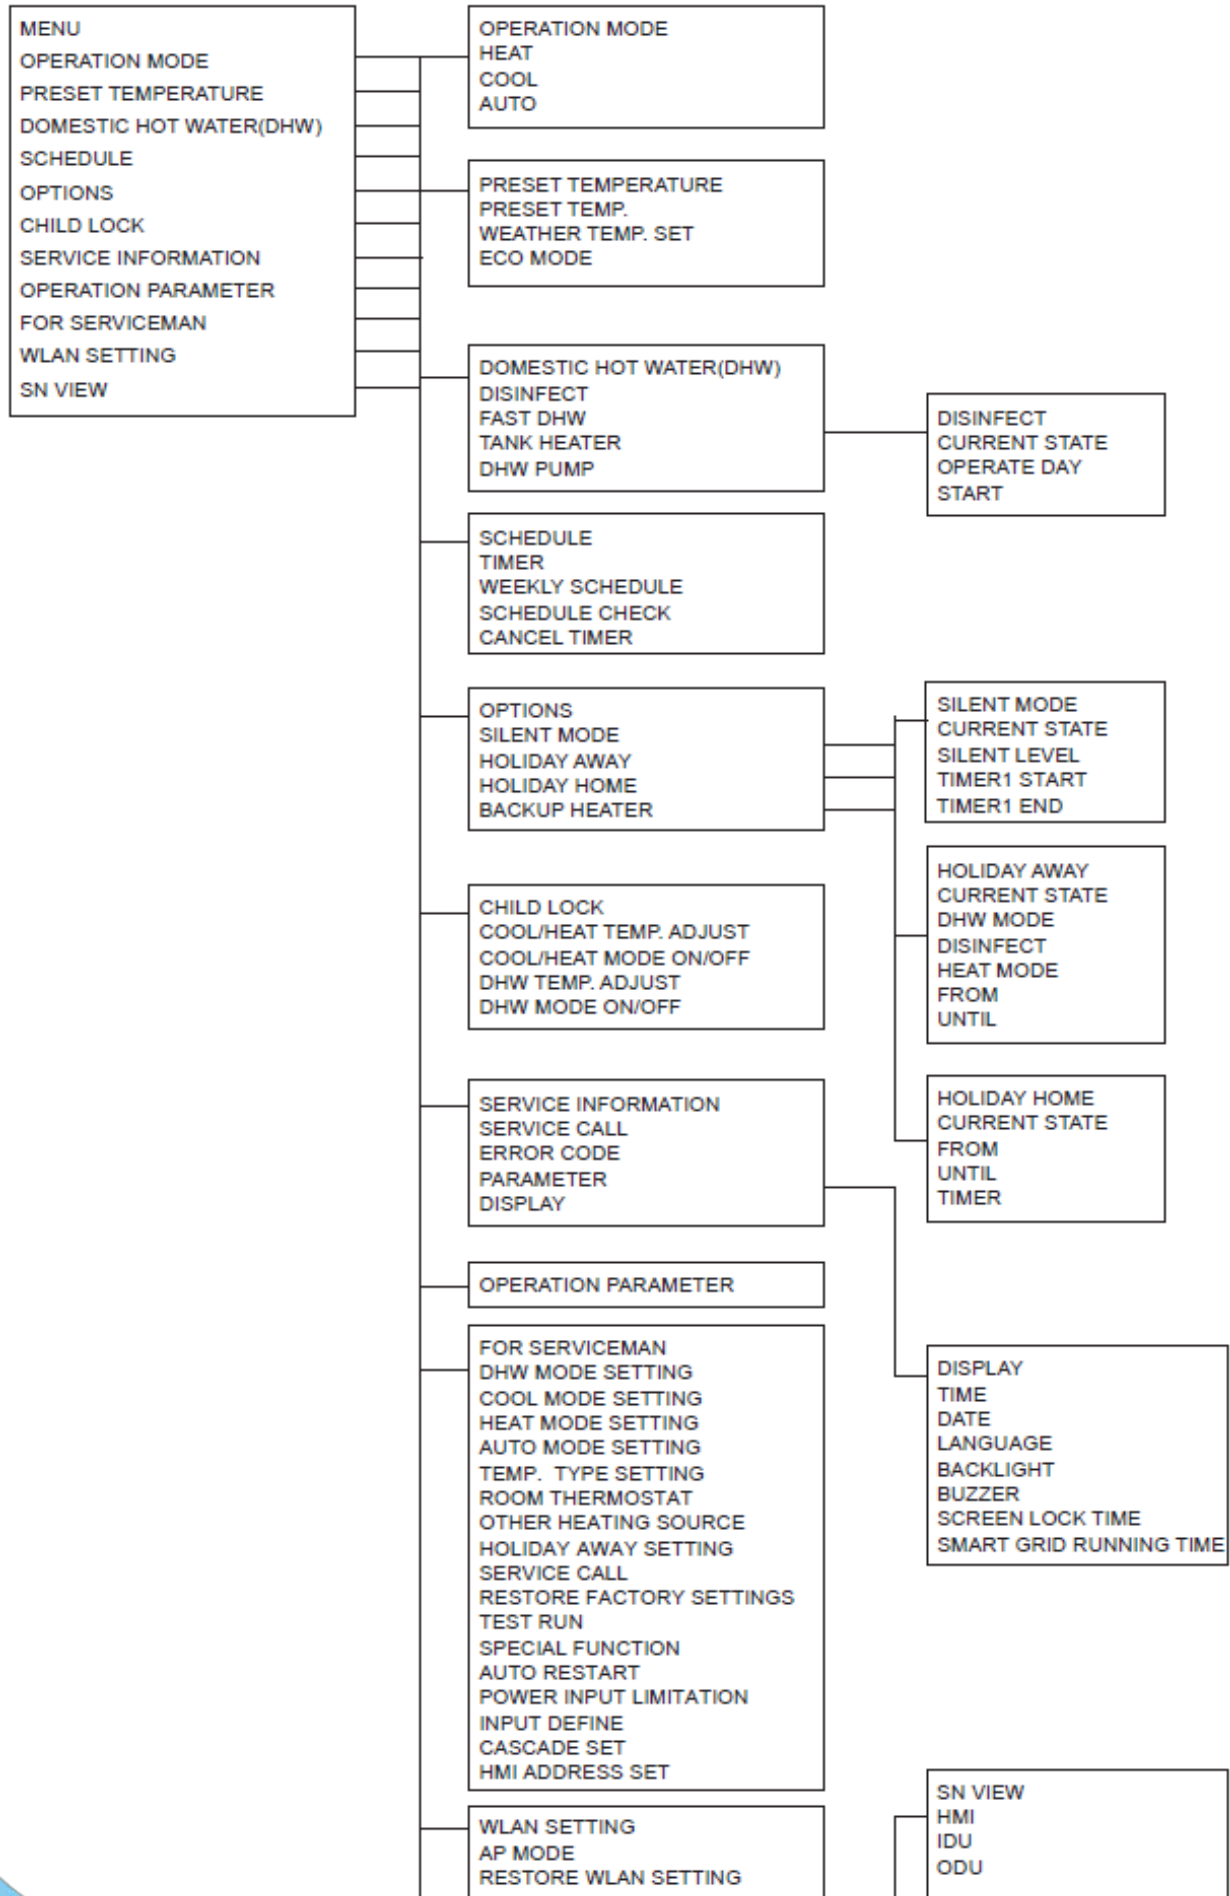 MENU
OPERATION MODE
PRESET TEMPERATURE
DOMESTIC HOT WATER(DHW)
SCHEDULE
OPTIONS
CHILD LOCK
SERVICE INFORMATION
OPERATION PARAMETER
FOR SERVICEMAN
WLAN SETTING
SN VIEW
OPERATION MODE
HEAT
COOL
AUTO
PRESET TEMPERATURE
PRESET TEMP.
WEATHER TEMP. SET
ECO MODE
DOMESTIC HOT WATER(DHW)
DISINFECT
FAST DHW
TANK HEATER
DHW PUMP
DISINFECT
CURRENT STATE
OPERATE DAY
START
SCHEDULE
TIMER
WEEKLY SCHEDULE
SCHEDULE CHECK
CANCEL TIMER
OPTIONS
SILENT MODE
HOLIDAY AWAY
HOLIDAY HOME
BACKUP HEATER
SILENT MODE
CURRENT STATE
SILENT LEVEL
TIMER1 START
TIMER1 END
HOLIDAY AWAY
CURRENT STATE
DHW MODE
DISINFECT
HEAT MODE
FROM
UNTIL
HOLIDAY HOME
CURRENT STATE
FROM
UNTIL
TIMER
CHILD LOCK
COOL/HEAT TEMP. ADJUST
COOL/HEAT MODE ON/OFF
DHW TEMP. ADJUST
DHW MODE ON/OFF
SERVICE INFORMATION
SERVICE CALL
ERROR CODE
PARAMETER
DISPLAY
DISPLAY
TIME
DATE
LANGUAGE
BACKLIGHT
BUZZER
SCREEN LOCK TIME
SMART GRID RUNNING TIME
OPERATION PARAMETER
FOR SERVICEMAN
DHW MODE SETTING
COOL MODE SETTING
HEAT MODE SETTING
AUTO MODE SETTING
TEMP. TYPE SETTING
ROOM THERMOSTAT
OTHER HEATING SOURCE
HOLIDAY AWAY SETTING
SERVICE CALL
RESTORE FACTORY SETTINGS
TEST RUN
SPECIAL FUNCTION
AUTO RESTART
POWER INPUT LIMITATION
INPUT DEFINE
CASCADE SET
HMI ADDRESS SET
WLAN SETTING
AP MODE
RESTORE WLAN SETTING
SN VIEW
HMI
IDU
ODU